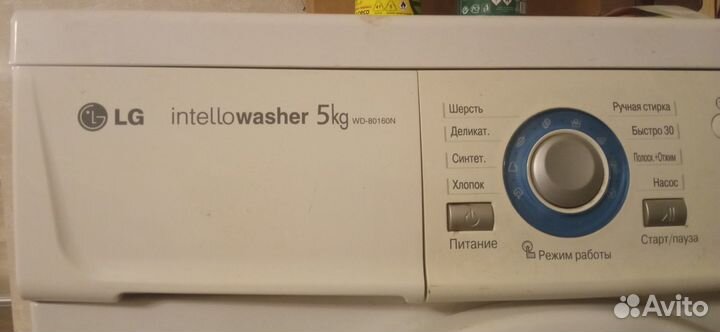 LG intellowasher 5kg WD-80160N
Шерсть
Деликат.
Синтет.
Хлопок
Ручная стирка
Быстро 30
Полоск.+Отжим
Насос
Питание
Режим работы
Старт/пауза
Avito